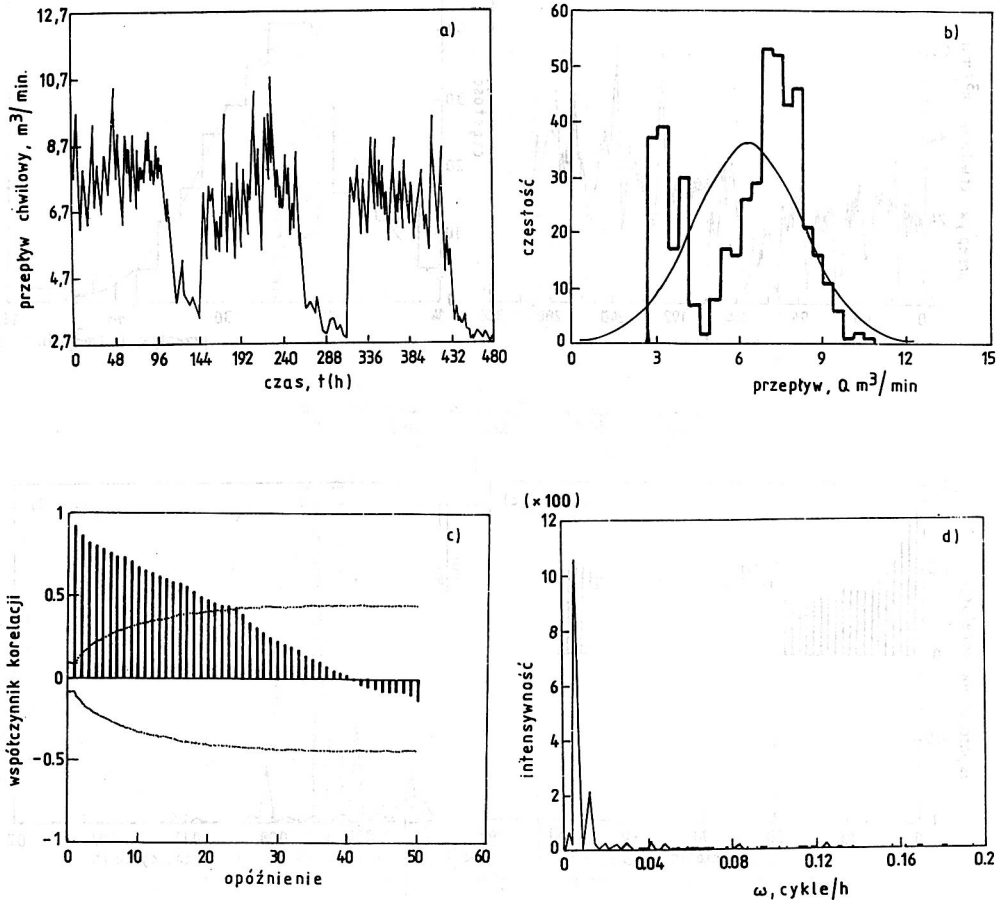 a)
przepływ chwilowy, m³/min.
12,7
10,7
8,7
6,7
4,7
2,7
0 48 96 144 192 240 288 336 384 432 480
czas, t(h)
b)
częstość
60
50
40
30
20
10
0
0 3 6 9 12 15
przepływ, Q m³/min
c)
współczynnik korelacji
1
0.5
0
-0.5
-1
0 10 20 30 40 50 60
opóźnienie
d)
(×100)
intensywność
12
10
8
6
4
2
0
0 0.04 0.08 0.12 0.16 0.2
ω, cykle/h